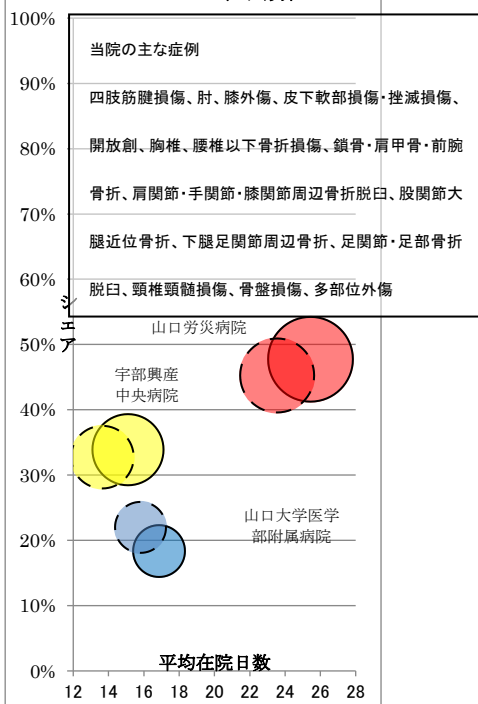 100%
90%
80%
70%
60%
50%
40%
30%
20%
10%
0%
シェア
当院の主な症例
四肢筋腱損傷、肘、膝外傷、皮下軟部損傷・挫滅損傷、
開放創、胸椎、腰椎以下骨折損傷、鎖骨・肩甲骨・前腕
骨折、肩関節・手関節・膝関節周辺骨折脱臼、股関節大
腿近位骨折、下腿足関節周辺骨折、足関節・足部骨折
脱臼、頸椎頸髄損傷、骨盤損傷、多部位外傷
山口労災病院
宇部興産
中央病院
山口大学医学
部附属病院
平均在院日数
12 14 16 18 20 22 24 26 28